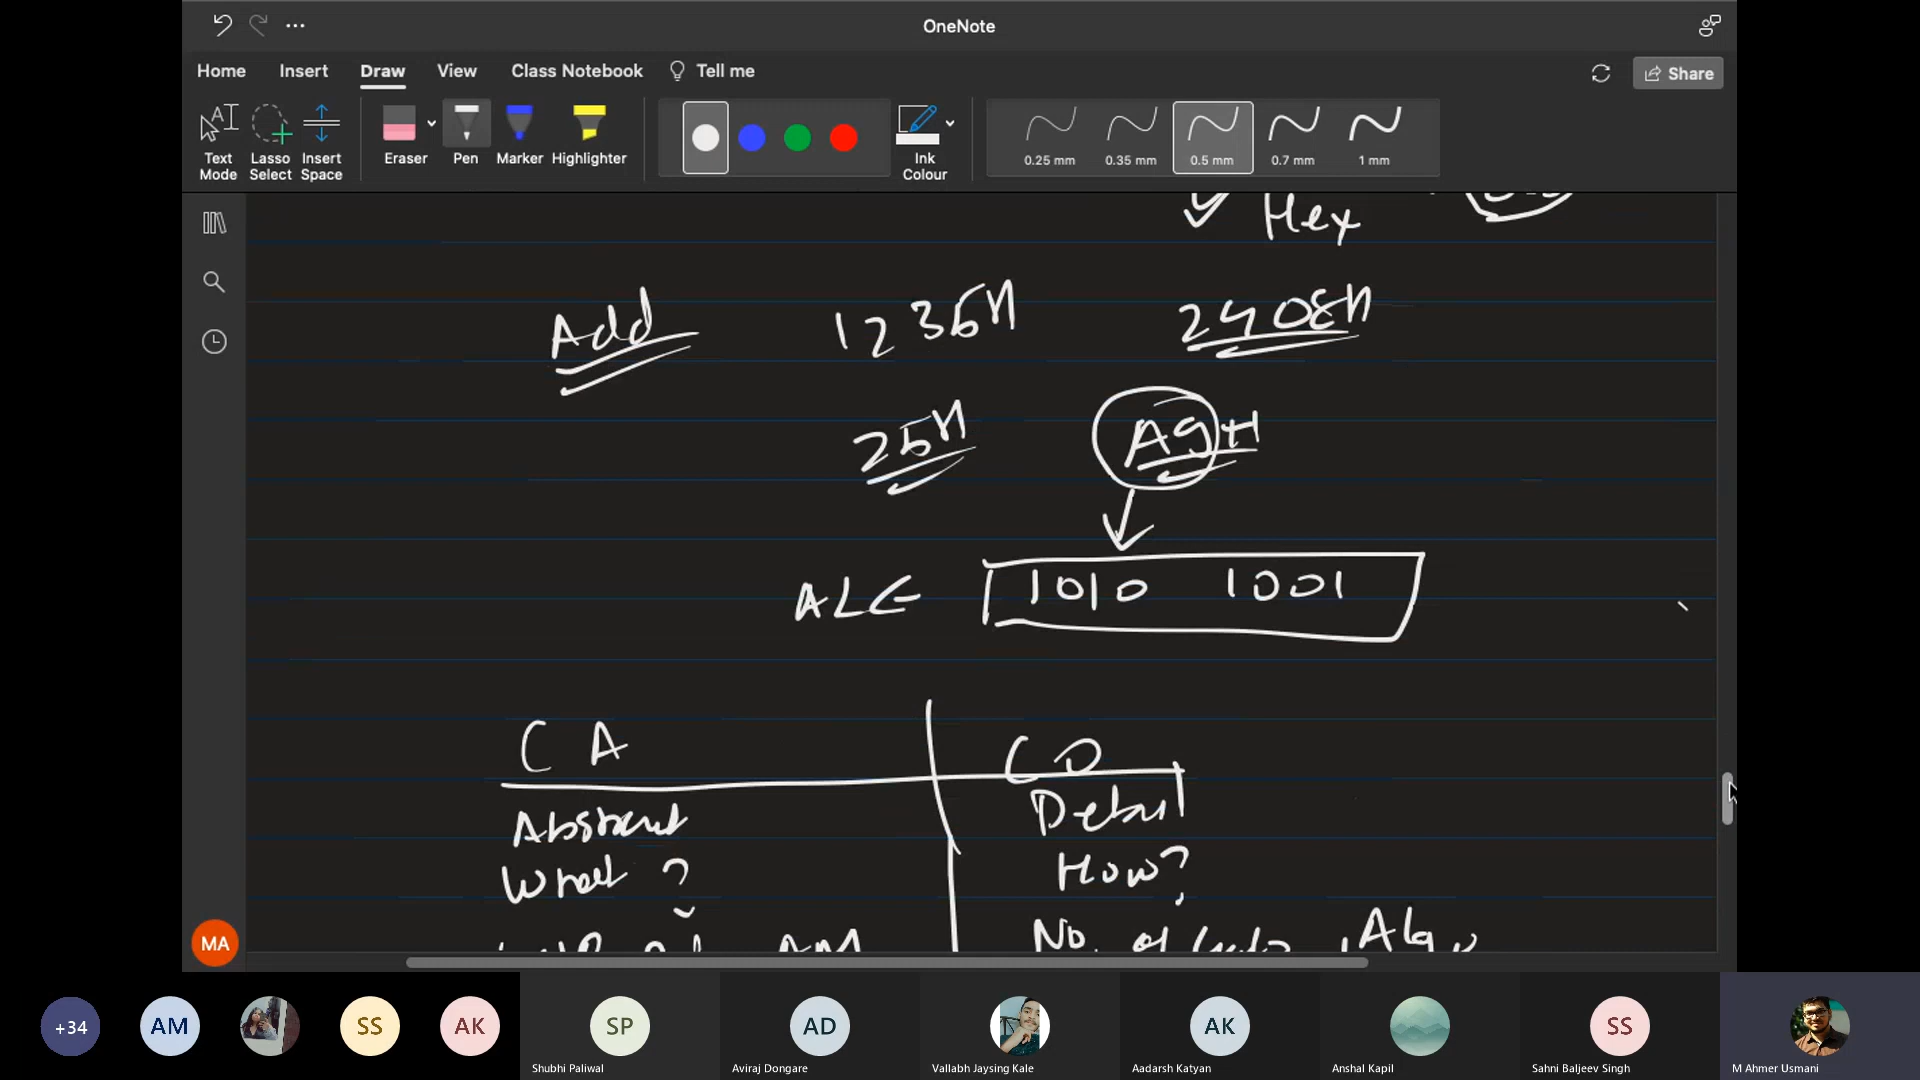 OneNote
Home Insert Draw View Class Notebook Tell me Share
Text Mode Lasso Select Insert Space Eraser Pen Marker Highlighter Ink Colour 0.25 mm 0.35 mm 0.5 mm 0.7 mm 1 mm
Hex
Add 1236H 2408H
25H A9H
1010 1001
C A
Abstract Detail
What? How?
No. of
MA
+34 AM SS AK SP AD AK SS
Shubhi Paliwal Aviraj Dongare Vallabh Jaysing Kale Aadarsh Katyan Anshal Kapil Sahni Baljeev Singh M Ahmer Usmani